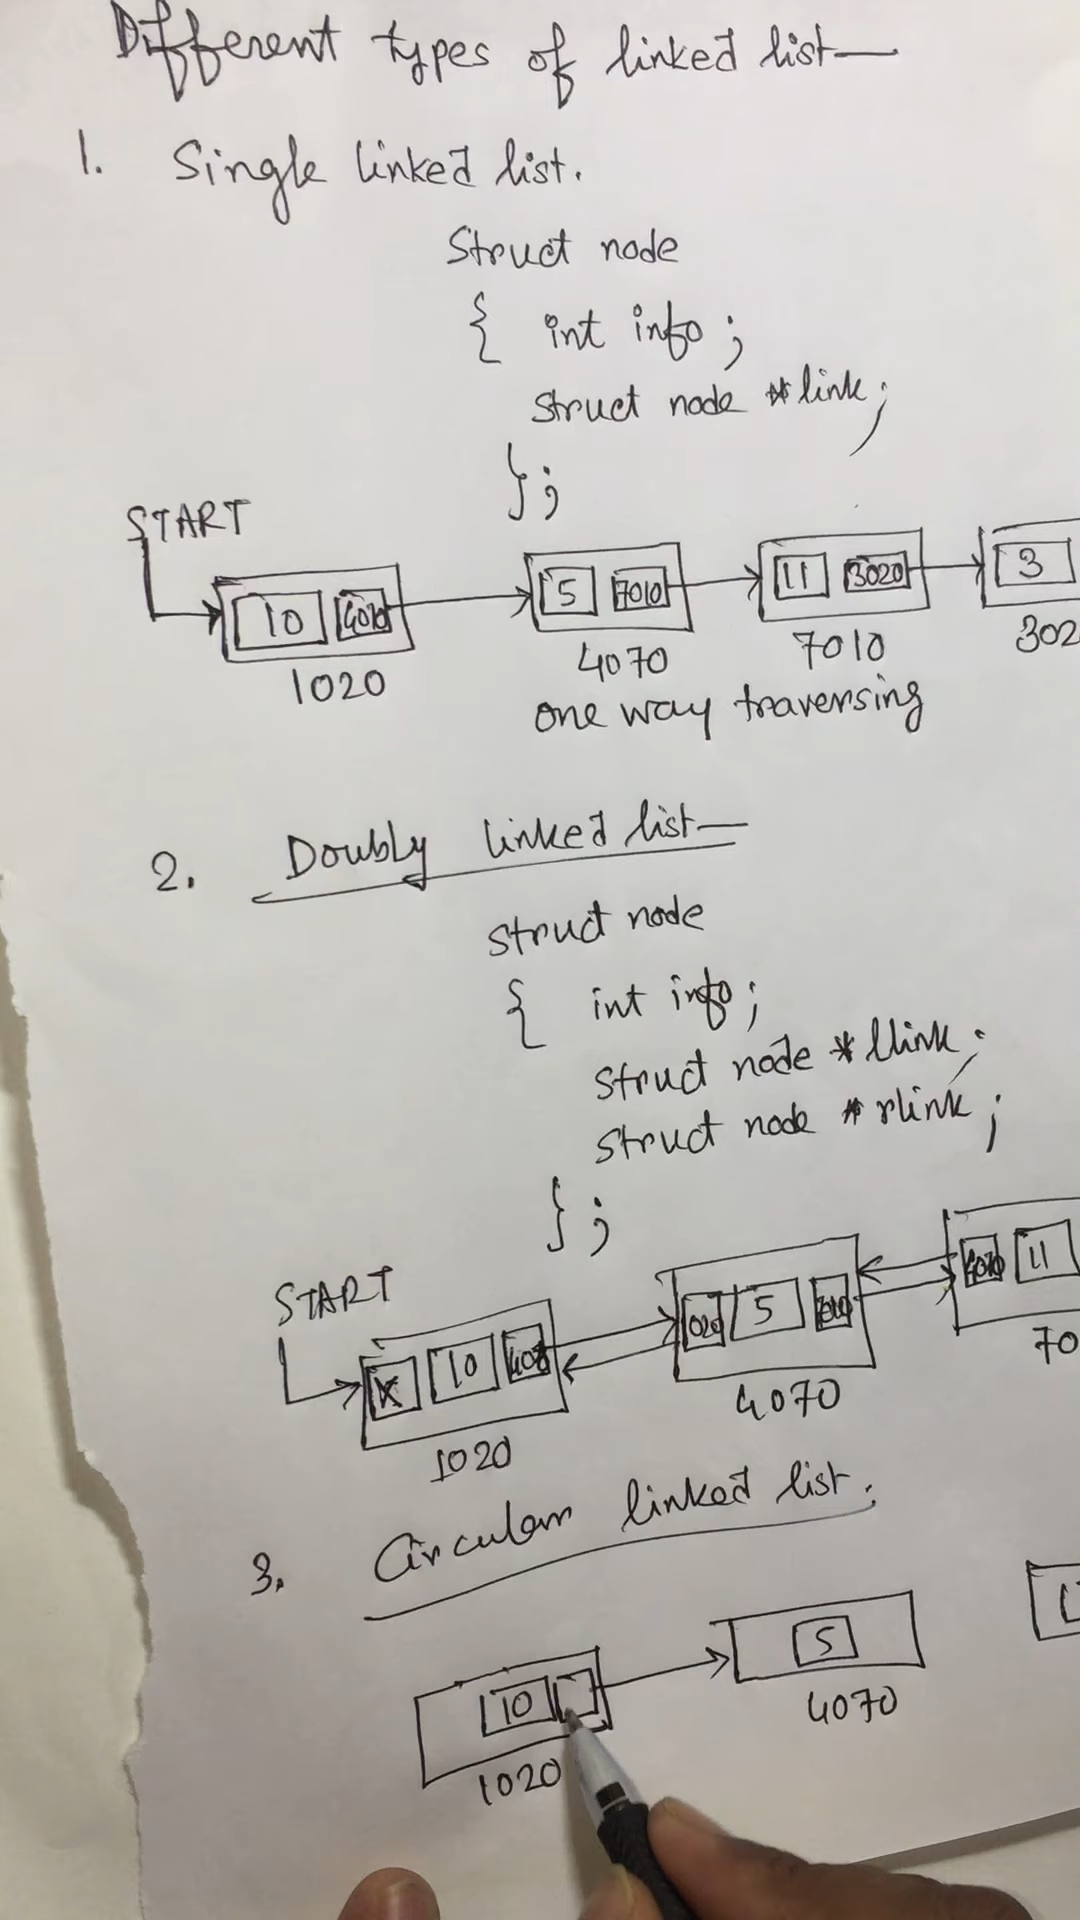 Different types of linked list—
1. Single linked list.
Struct node
{ int info;
struct node *link;
};
START
10 4070 5 7010 11 3020 3
1020 4070 7010 302
one way traversing
2. Doubly linked list—
struct node
{ int info;
struct node *llink;
struct node *rlink;
};
START
X 10 5 4070 11
1020 4070 70
3. Circular linked list.
10 5
1020 4070